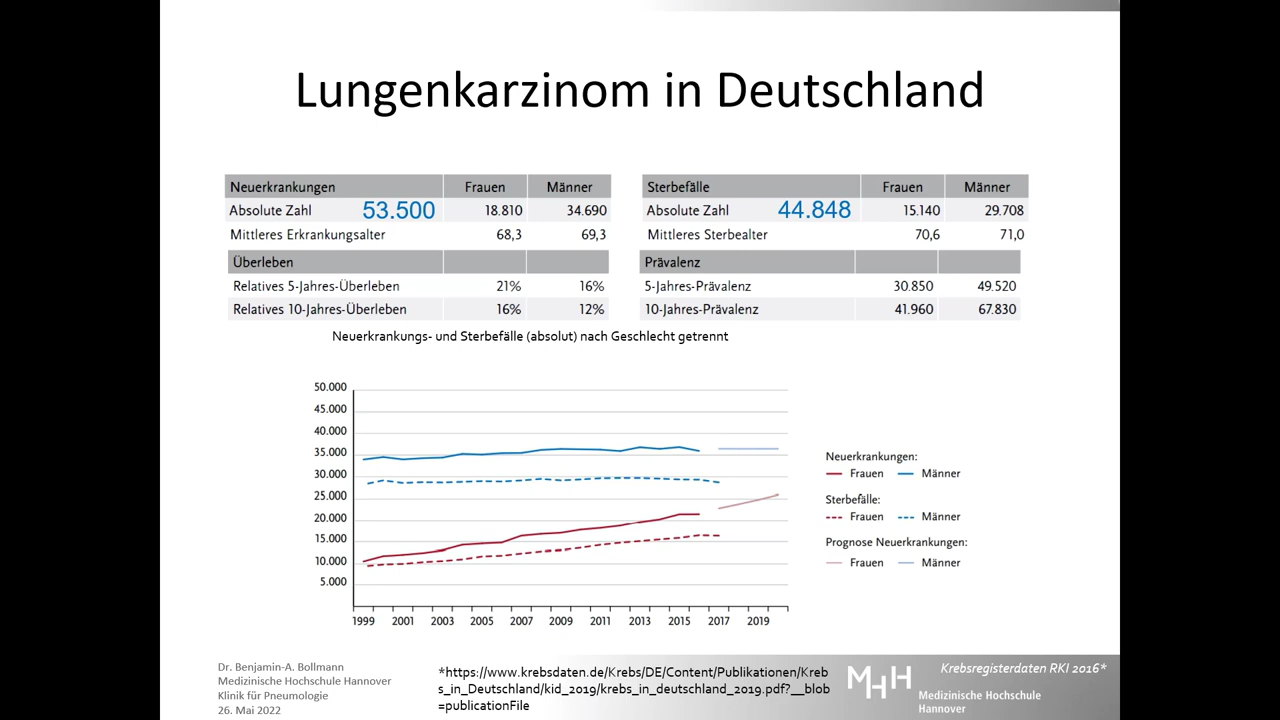 Lungenkarzinom in Deutschland
Neuerkrankungen Frauen Männer
Absolute Zahl 53.500 18.810 34.690
Mittleres Erkrankungsalter 68,3 69,3
Überleben
Relatives 5-Jahres-Überleben 21% 16%
Relatives 10-Jahres-Überleben 16% 12%
Sterbefälle Frauen Männer
Absolute Zahl 44.848 15.140 29.708
Mittleres Sterbealter 70,6 71,0
Prävalenz
5-Jahres-Prävalenz 30.850 49.520
10-Jahres-Prävalenz 41.960 67.830
Neuerkrankungs- und Sterbefälle (absolut) nach Geschlecht getrennt
50.000
45.000
40.000
35.000
30.000
25.000
20.000
15.000
10.000
5.000
1999 2001 2003 2005 2007 2009 2011 2013 2015 2017 2019
Neuerkrankungen:
Frauen Männer
Sterbefälle:
Frauen Männer
Prognose Neuerkrankungen:
Frauen Männer
Dr. Benjamin-A. Bollmann
Medizinische Hochschule Hannover
Klinik für Pneumologie
26. Mai 2022
*https://www.krebsdaten.de/Krebs/DE/Content/Publikationen/Kreb
s_in_Deutschland/kid_2019/krebs_in_deutschland_2019.pdf?__blob
=publicationFile
Krebsregisterdaten RKI 2016*
MHH
Medizinische Hochschule
Hannover